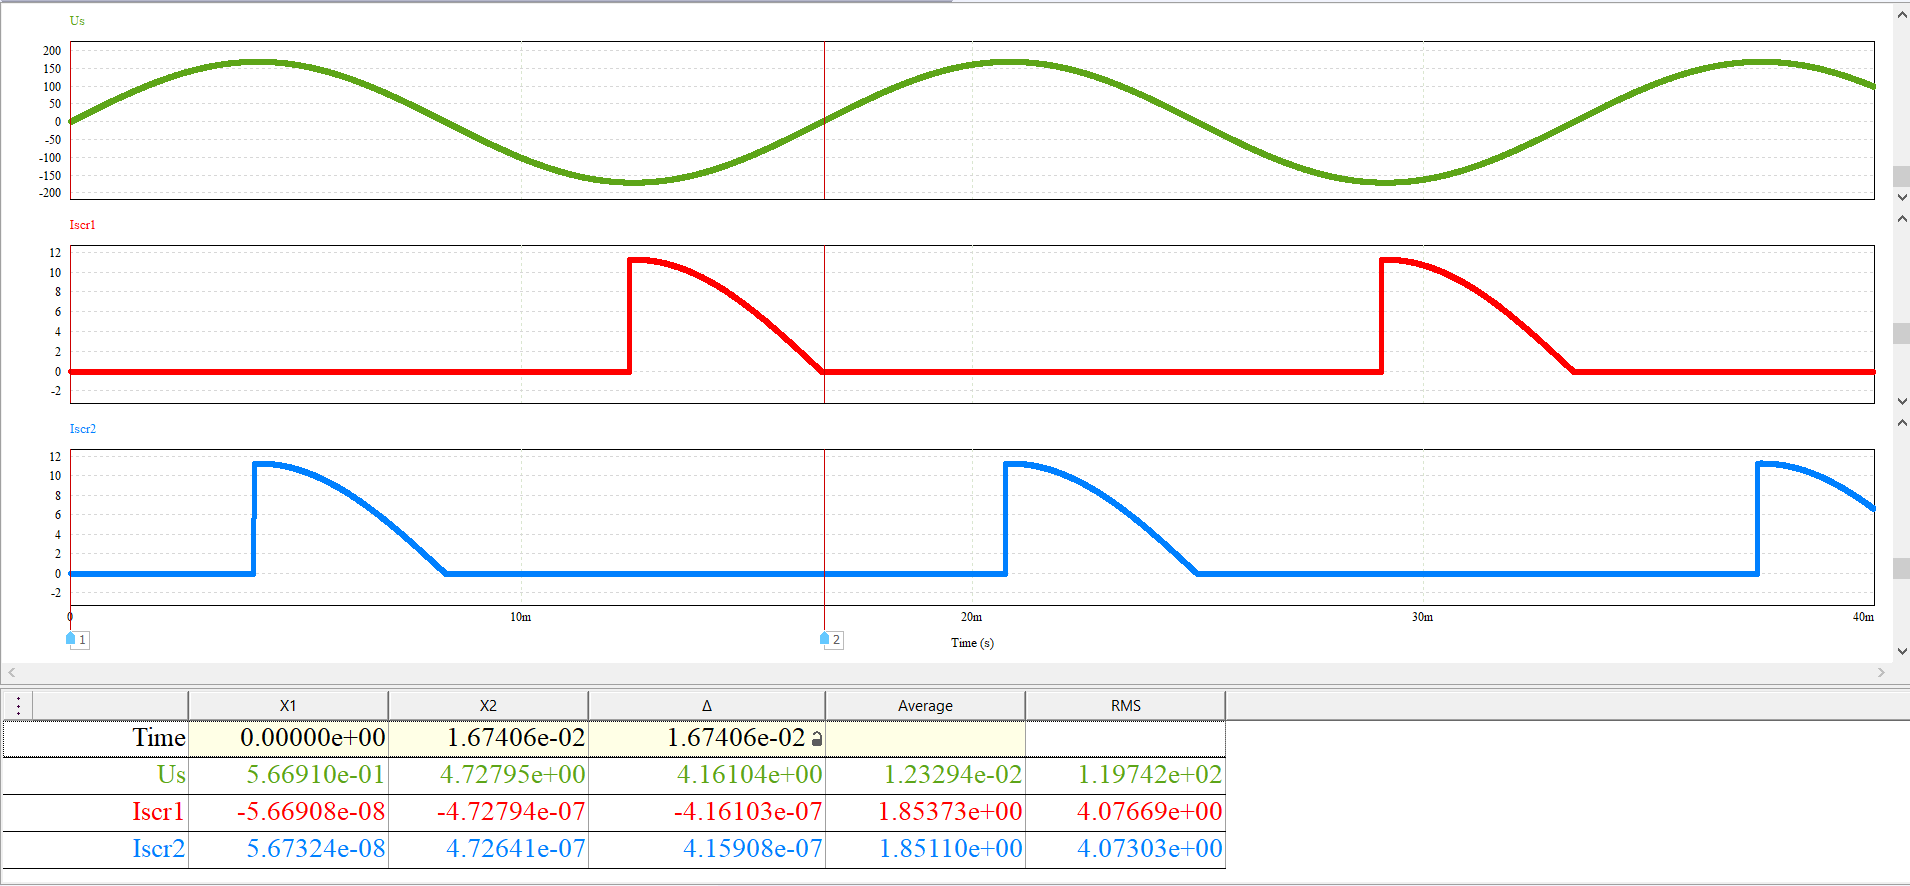 Us
200
150
100
50
0
-50
-100
-150
-200
Iscr1
12
10
8
6
4
2
0
-2
Iscr2
12
10
8
6
4
2
0
-2
0 10m 20m 30m 40m
1 2
Time (s)
X1 X2 Δ Average RMS
Time 0.00000e+00 1.67406e-02 1.67406e-02
Us 5.66910e-01 4.72795e+00 4.16104e+00 1.23294e-02 1.19742e+02
Iscr1 -5.66908e-08 -4.72794e-07 -4.16103e-07 1.85373e+00 4.07669e+00
Iscr2 5.67324e-08 4.72641e-07 4.15908e-07 1.85110e+00 4.07303e+00